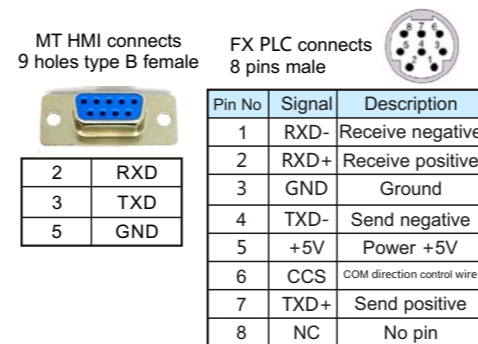 MT HMI connects
9 holes type B female
2 RXD
3 TXD
5 GND
FX PLC connects
8 pins male
8 7 6
5 4 3
2 1
Pin No Signal Description
1 RXD- Receive negative
2 RXD+ Receive positive
3 GND Ground
4 TXD- Send negative
5 +5V Power +5V
6 CCS COM direction control wire
7 TXD+ Send positive
8 NC No pin